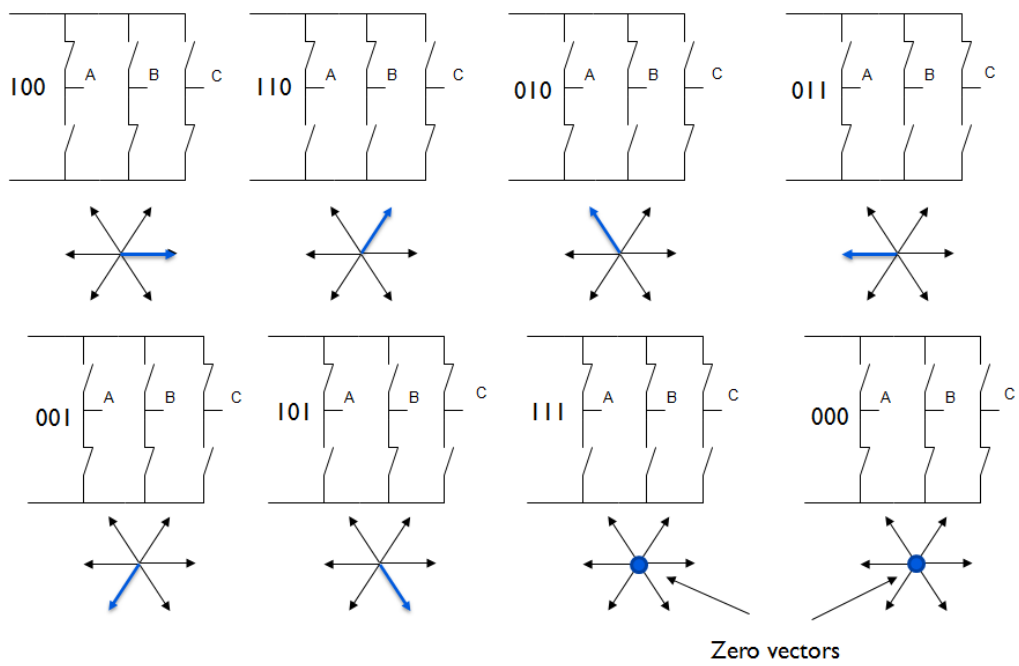 A B C
100
A B C
110
A B C
010
A B C
011
A B C
001
A B C
101
A B C
111
A B C
000
Zero vectors